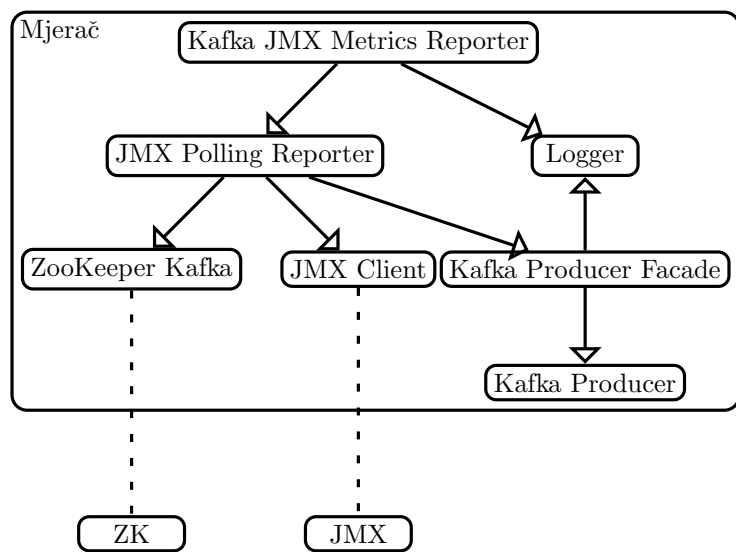 Mjerač
Kafka JMX Metrics Reporter
JMX Polling Reporter
Logger
ZooKeeper Kafka
JMX Client
Kafka Producer Facade
Kafka Producer
ZK
JMX